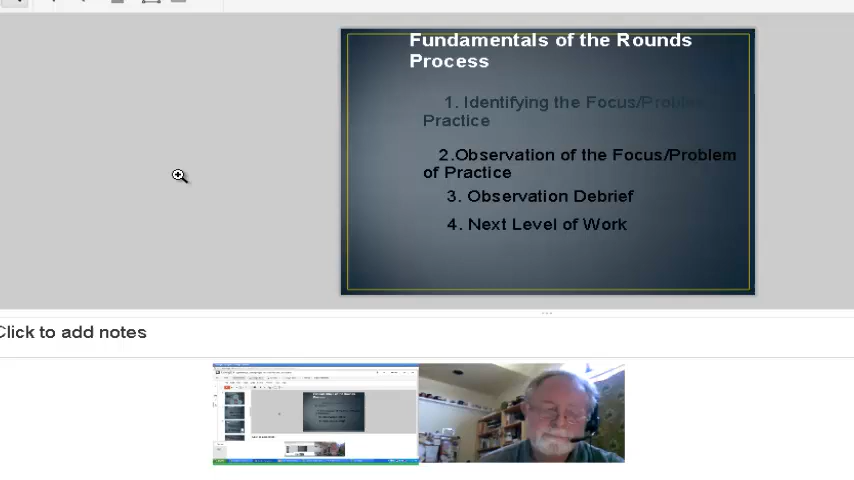 Fundamentals of the Rounds
Process
1. Identifying the Focus/Problem
Practice
2.Observation of the Focus/Problem
of Practice
3. Observation Debrief
4. Next Level of Work
Click to add notes